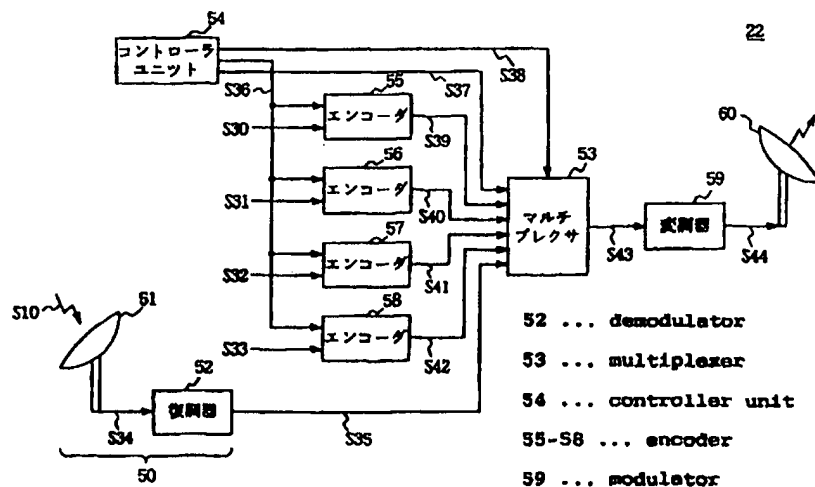 54
22
コントローラ
ユニット
S38
S36
S37
55
エンコーダ
S30
S39
60
56
エンコーダ
S31
S40
53
マルチ
プレクサ
59
変調器
S43
S44
57
エンコーダ
S32
S41
58
エンコーダ
S33
S42
S10
51
52
復調器
S34
S35
50
52 ... demodulator
53 ... multiplexer
54 ... controller unit
55-S8 ... encoder
59 ... modulator